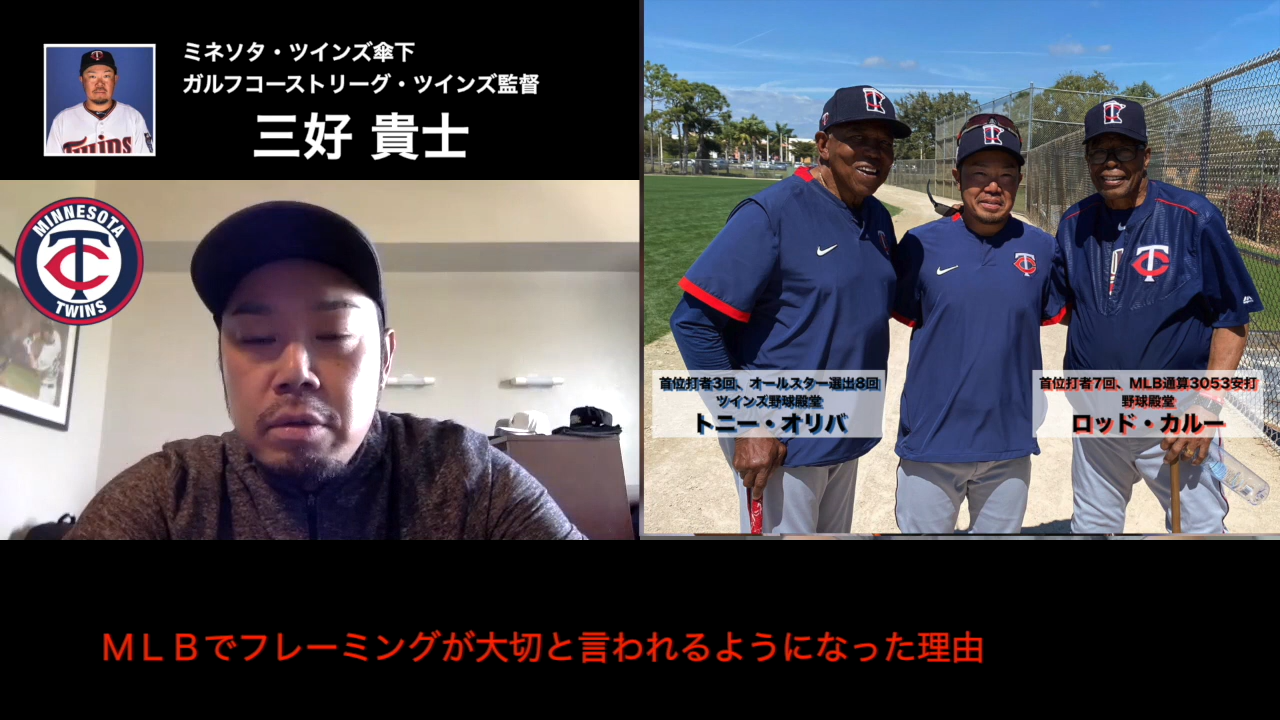 ミネソタ・ツインズ傘下
ガルフコーストリーグ・ツインズ監督
三好 貴士
Twins
MINNESOTA
TC
TWINS
首位打者3回、オールスター選出8回
ツインズ野球殿堂
トニー・オリバ
首位打者7回、MLB通算3053安打
野球殿堂
ロッド・カルー
ＭＬＢでフレーミングが大切と言われるようになった理由